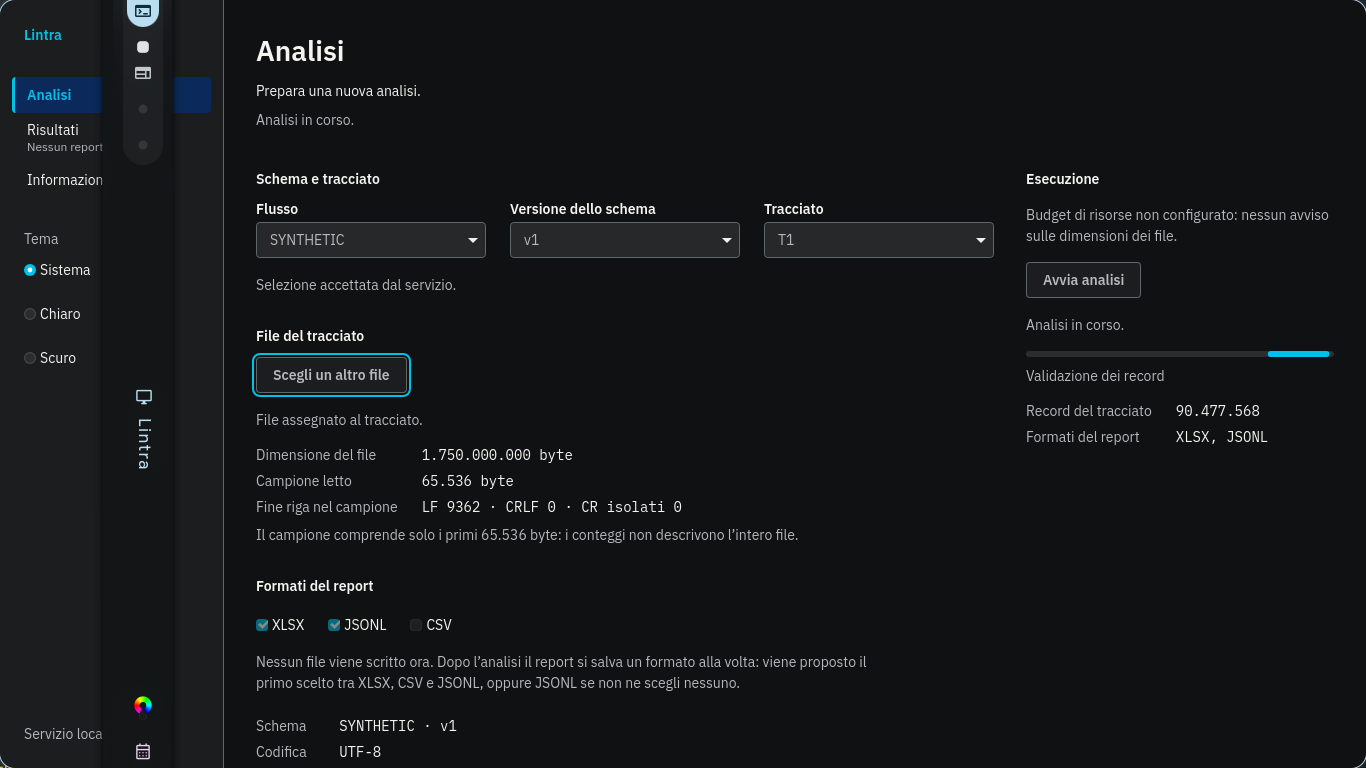 Lintra
Analisi
Risultati
Nessun report
Informazion
Tema
Sistema
Chiaro
Scuro
Servizio loca
Lintra
Analisi
Prepara una nuova analisi.
Analisi in corso.
Schema e tracciato
Flusso
Versione dello schema
Tracciato
SYNTHETIC
v1
T1
Selezione accettata dal servizio.
File del tracciato
Scegli un altro file
File assegnato al tracciato.
Dimensione del file 1.750.000.000 byte
Campione letto 65.536 byte
Fine riga nel campione LF 9362 · CRLF 0 · CR isolati 0
Il campione comprende solo i primi 65.536 byte: i conteggi non descrivono l’intero file.
Formati del report
XLSX JSONL CSV
Nessun file viene scritto ora. Dopo l’analisi il report si salva un formato alla volta: viene proposto il
primo scelto tra XLSX, CSV e JSONL, oppure JSONL se non ne scegli nessuno.
Schema SYNTHETIC · v1
Codifica UTF-8
Esecuzione
Budget di risorse non configurato: nessun avviso
sulle dimensioni dei file.
Avvia analisi
Analisi in corso.
Validazione dei record
Record del tracciato 90.477.568
Formati del report XLSX, JSONL